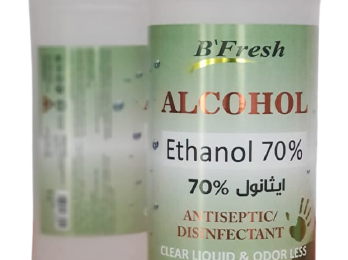 B'Fresh
ALCOHOL
Ethanol 70%
ايثانول 70%
ANTISEPTIC/
DISINFECTANT
CLEAR LIQUID & ODOR LESS